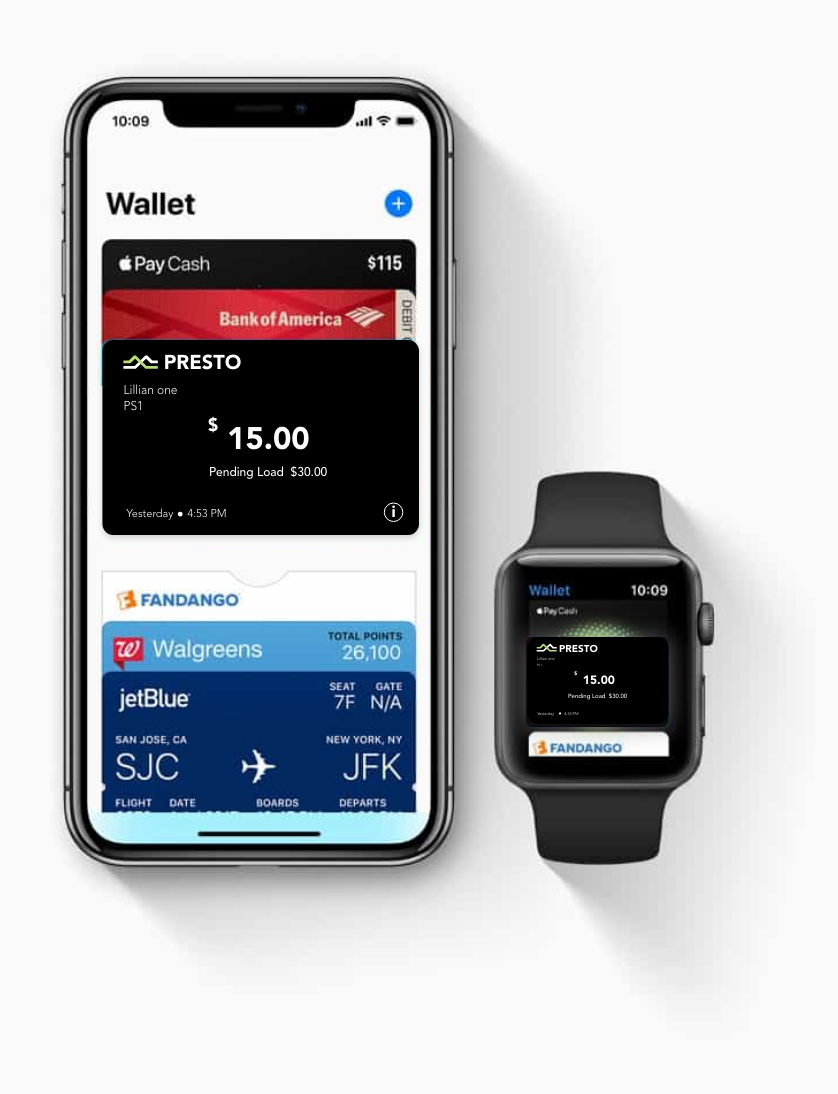 10:09
Wallet
Pay Cash $115
Bank of America
DEBIT
PRESTO
Lillian one
PS1
$ 15.00
Pending Load $30.00
Yesterday • 4:53 PM
FANDANGO
Walgreens
TOTAL POINTS
26,100
jetBlue
SEAT GATE
7F N/A
SAN JOSE, CA NEW YORK, NY
SJC JFK
FLIGHT DATE BOARDS DEPARTS
Wallet 10:09
Pay Cash
PRESTO
Lillian one
$ 15.00
Pending Load $30.00
Yesterday • 4:53 PM
FANDANGO